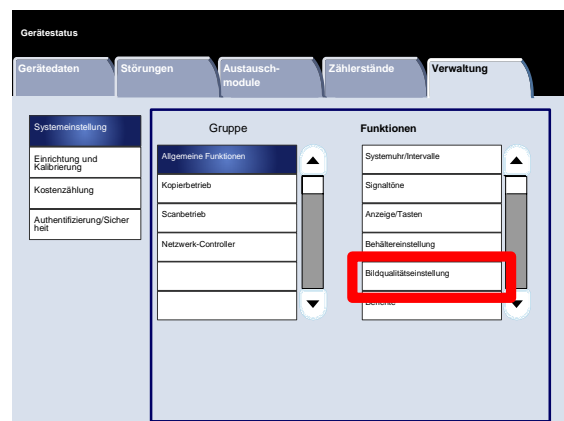 Gerätestatus
Gerätedaten
Störungen
Austausch-
module
Zählerstände
Verwaltung
Systemeinstellung
Einrichtung und
Kalibrierung
Kostenzählung
Authentifizierung/Sicher
heit
Gruppe
Allgemeine Funktionen
Kopierbetrieb
Scanbetrieb
Netzwerk-Controller
Funktionen
Systemuhr/Intervalle
Signaltöne
Anzeige/Tasten
Behältereinstellung
Bildqualitätseinstellung
Berichte